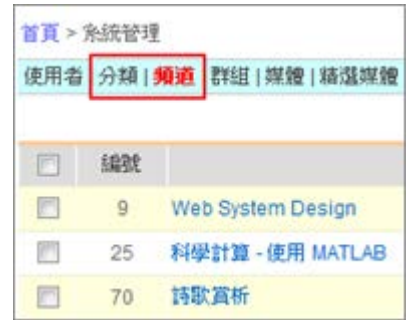 首頁 > 系統管理
使用者 分類 | 頻道 群組 | 媒體 | 精選媒體
編號
9 Web System Design
25 科學計算 - 使用 MATLAB
70 詩歌賞析